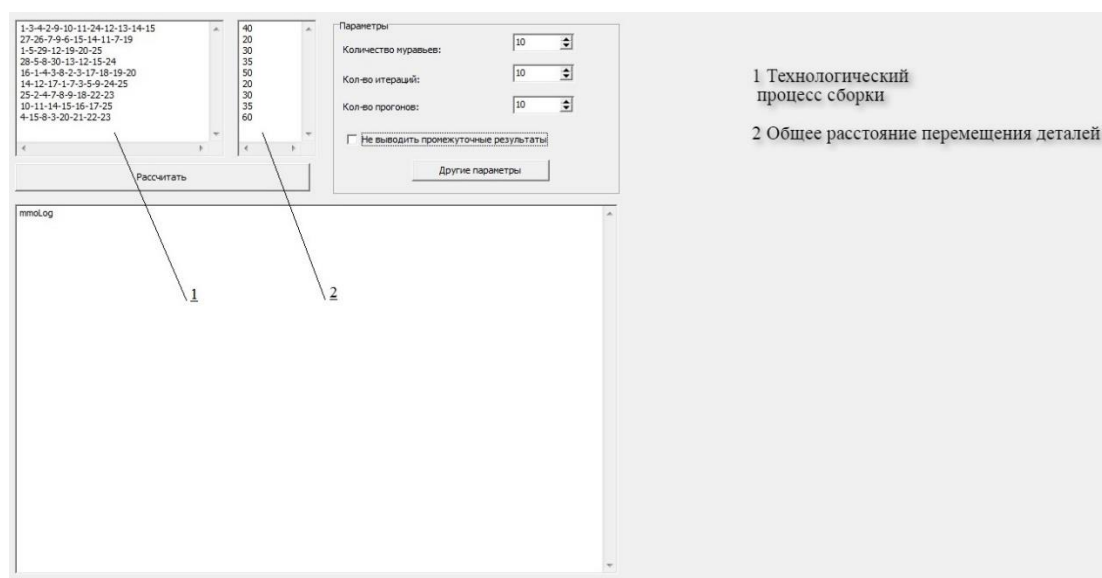 1-3-4-2-9-10-11-24-12-13-14-15
27-26-7-9-6-15-14-11-7-19
1-5-29-12-19-20-25
28-5-8-30-13-12-15-24
16-1-4-3-8-2-3-17-18-19-20
14-12-17-1-7-3-5-9-24-25
25-2-4-7-8-9-18-22-23
10-11-14-15-16-17-25
4-15-8-3-20-21-22-23
40
20
30
35
50
20
30
35
60
Рассчитать
Параметры
Количество муравьев: 10
Кол-во итераций: 10
Кол-во прогонов: 10
Не выводить промежуточные результаты
Другие параметры
mmoLog
1
2
1 Технологический
процесс сборки
2 Общее расстояние перемещения деталей